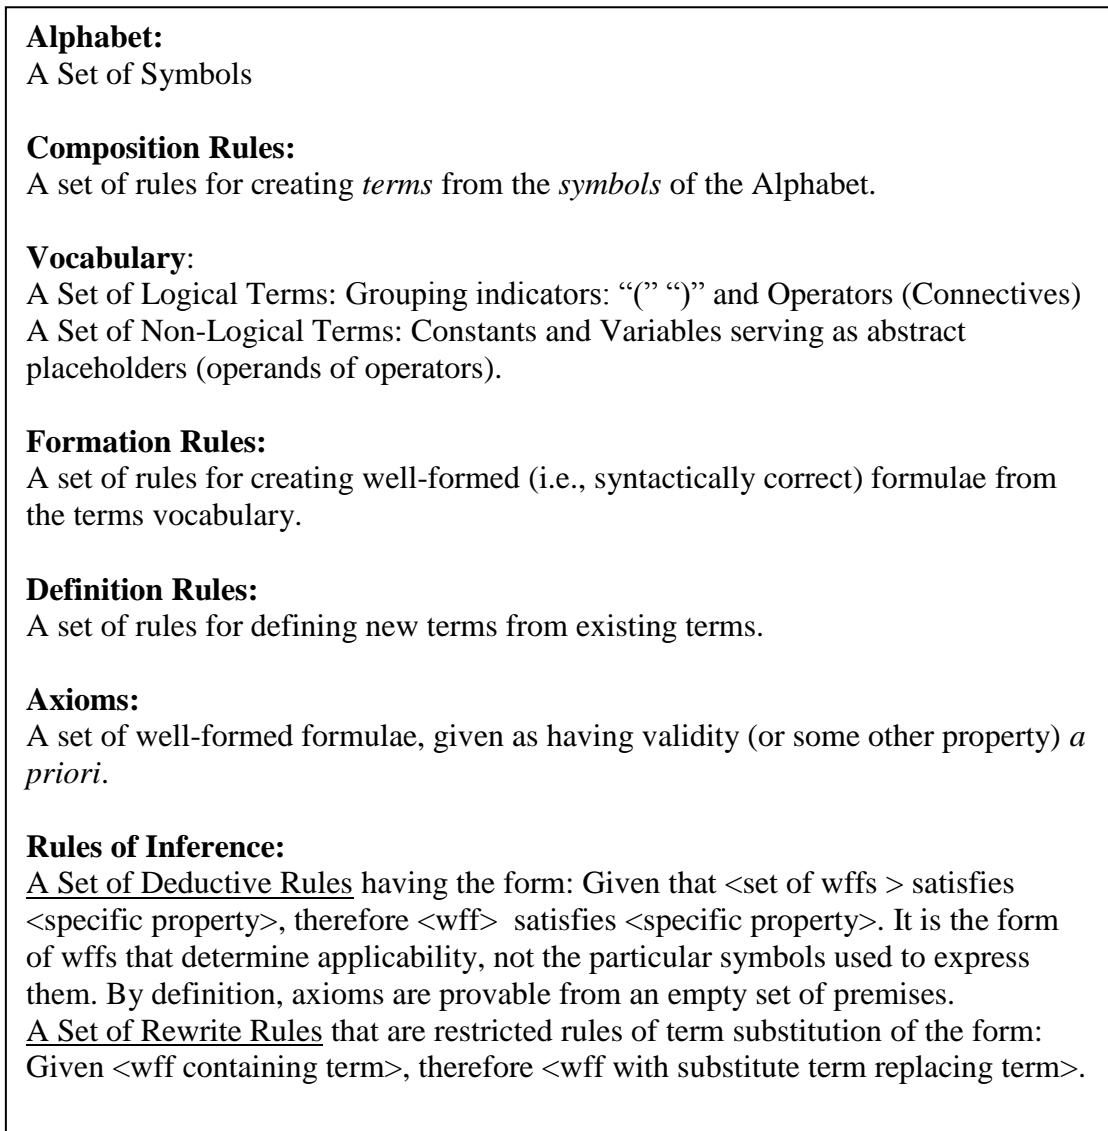 Alphabet:
A Set of Symbols
Composition Rules:
A set of rules for creating terms from the symbols of the Alphabet.
Vocabulary:
A Set of Logical Terms: Grouping indicators: “(” “)” and Operators (Connectives)
A Set of Non-Logical Terms: Constants and Variables serving as abstract
placeholders (operands of operators).
Formation Rules:
A set of rules for creating well-formed (i.e., syntactically correct) formulae from
the terms vocabulary.
Definition Rules:
A set of rules for defining new terms from existing terms.
Axioms:
A set of well-formed formulae, given as having validity (or some other property) a
priori.
Rules of Inference:
A Set of Deductive Rules having the form: Given that <set of wffs > satisfies
<specific property>, therefore <wff>  satisfies <specific property>. It is the form
of wffs that determine applicability, not the particular symbols used to express
them. By definition, axioms are provable from an empty set of premises.
A Set of Rewrite Rules that are restricted rules of term substitution of the form:
Given <wff containing term>, therefore <wff with substitute term replacing term>.